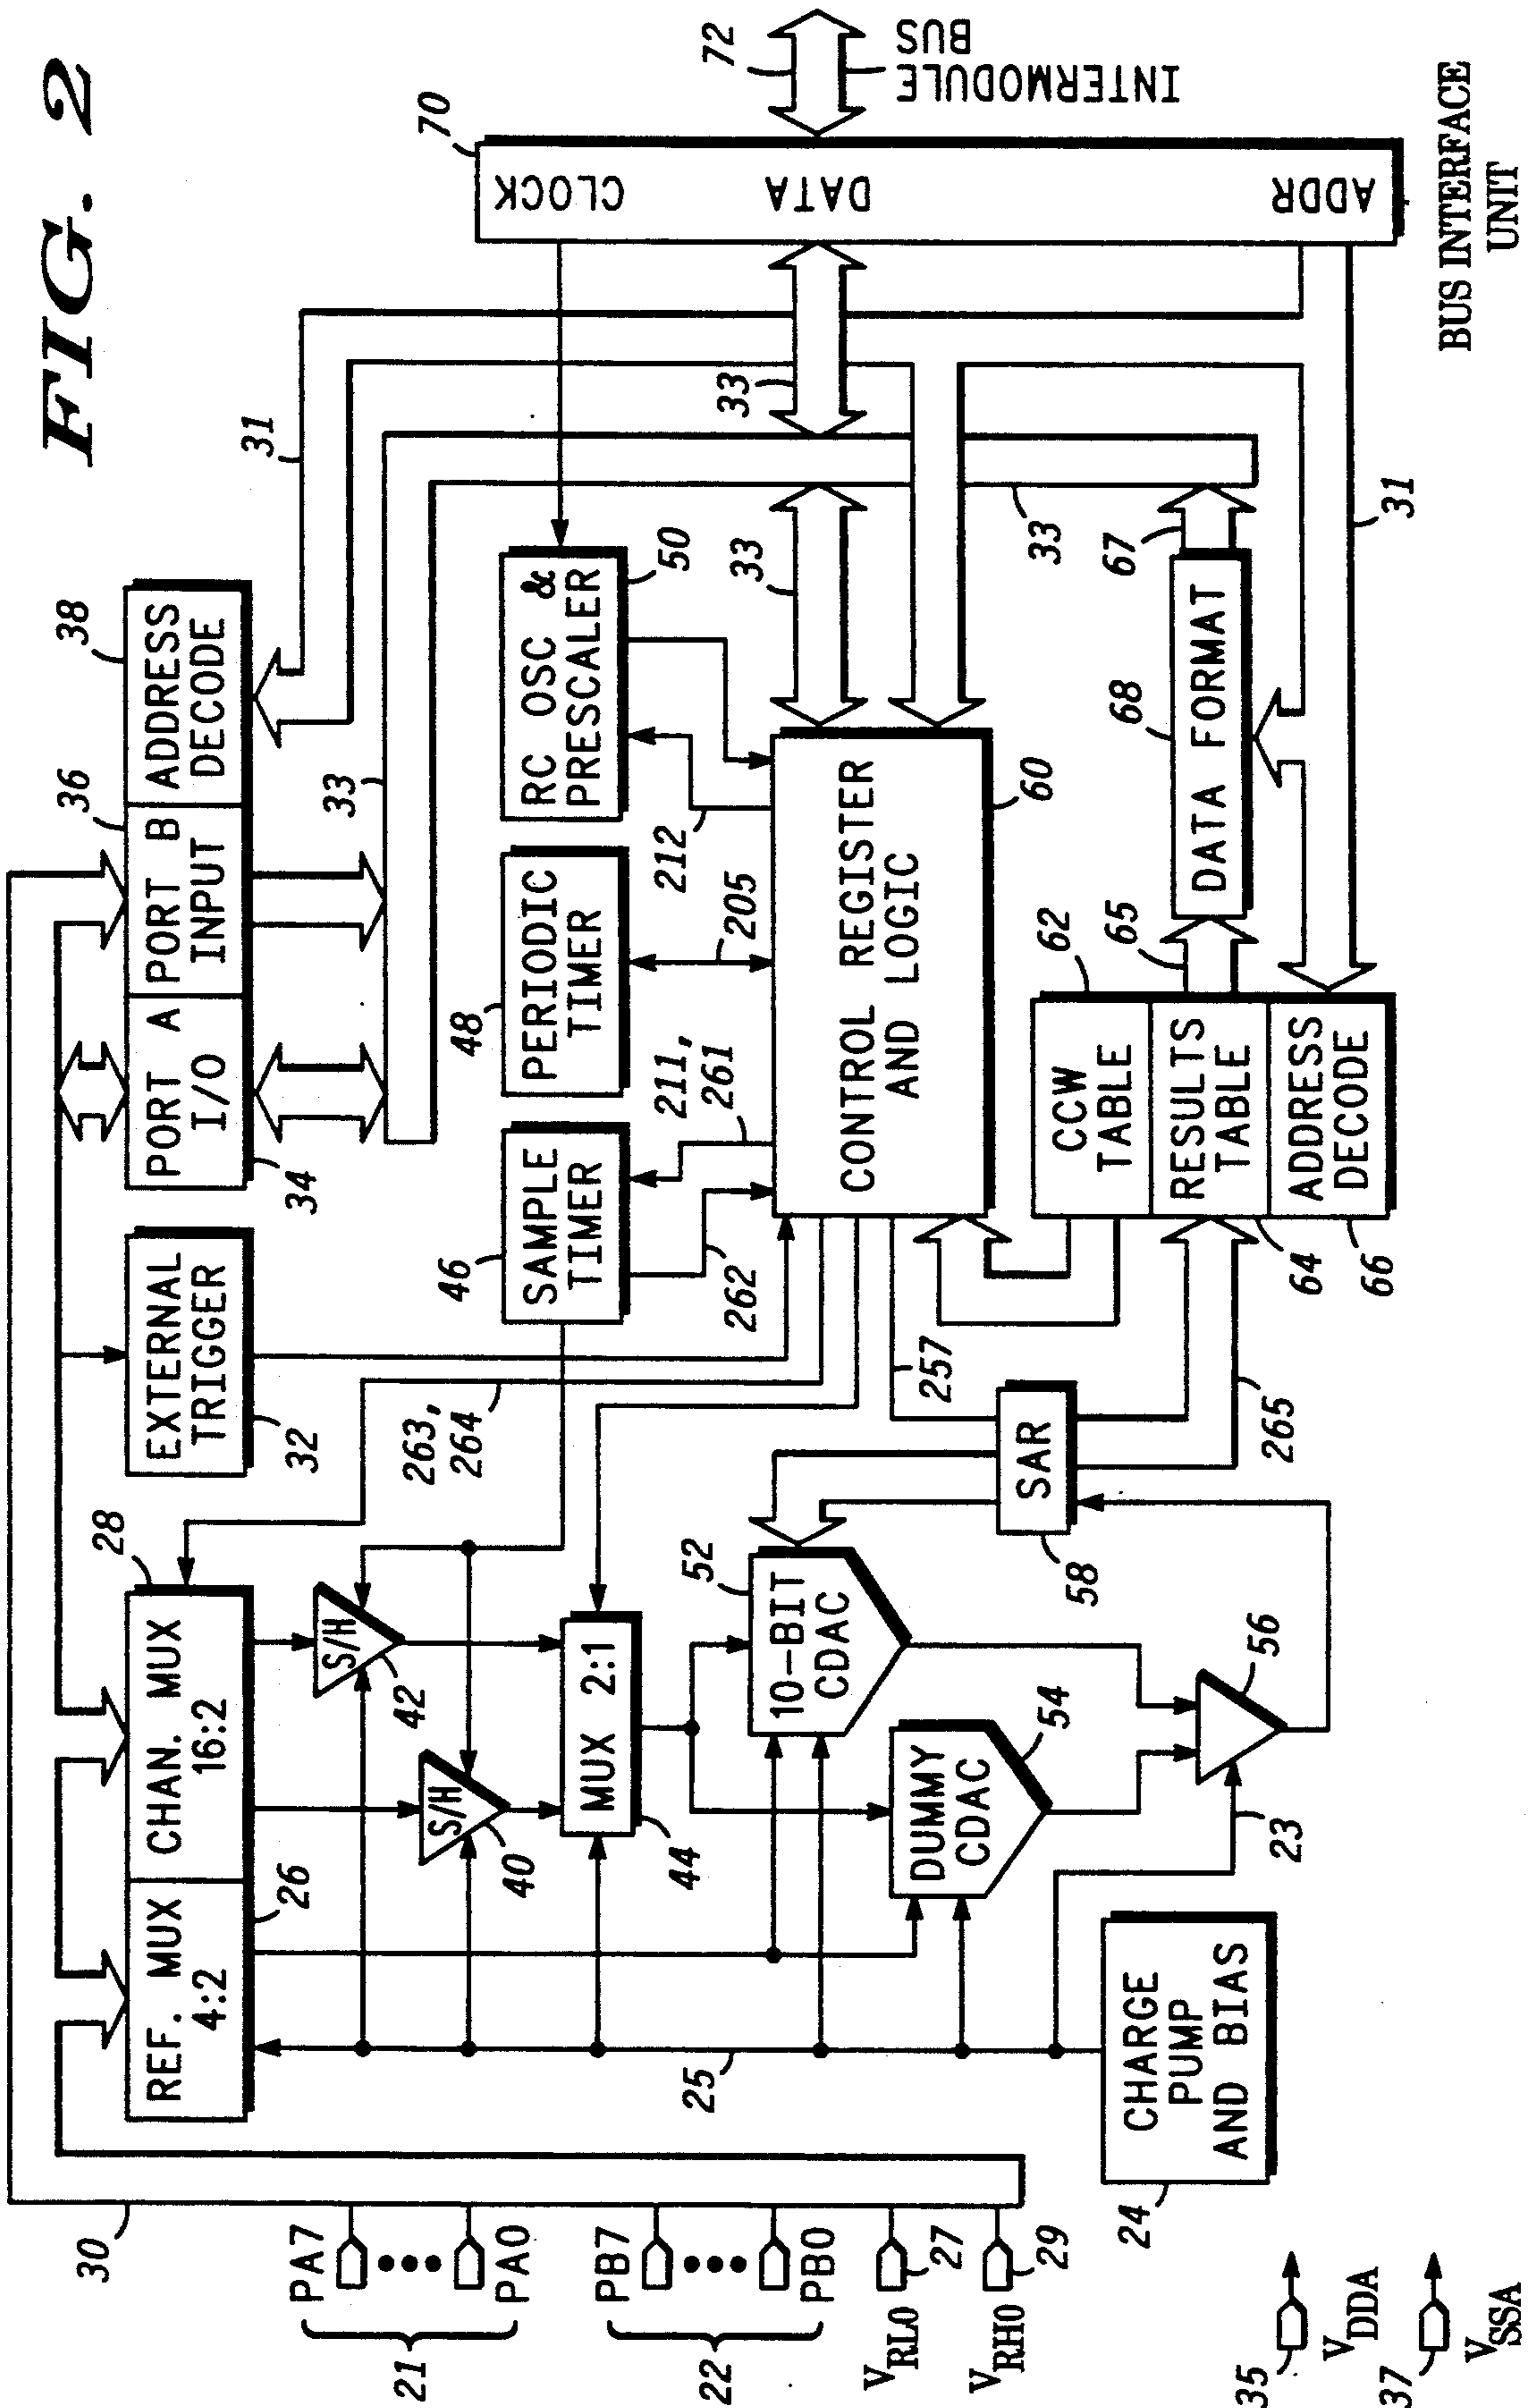 FIG. 2
30
PA7
PA0
21
PB7
PB0
22
VRL0
27
VRH0
29
35
VDDA
37
VSSA
REF. MUX
4:2
26
CHAN. MUX
16:2
28
EXTERNAL
TRIGGER
32
PORT A
I/O
34
PORT B
INPUT
36
ADDRESS
DECODE
38
31
33
S/H
42
S/H
40
263,
264
SAMPLE
TIMER
46
PERIODIC
TIMER
48
RC OSC &
PRESCALER
50
MUX 2:1
44
262
211,
261
205
212
33
33
25
10-BIT
CDAC
52
DUMMY
CDAC
54
CONTROL REGISTER
AND LOGIC
60
257
SAR
58
265
CCW
TABLE
62
RESULTS
TABLE
64
ADDRESS
DECODE
66
65
DATA FORMAT
68
67
33
31
56
23
CHARGE
PUMP
AND BIAS
24
CLOCK
DATA
ADDR
70
72
INTERMODULE
BUS
BUS INTERFACE
UNIT